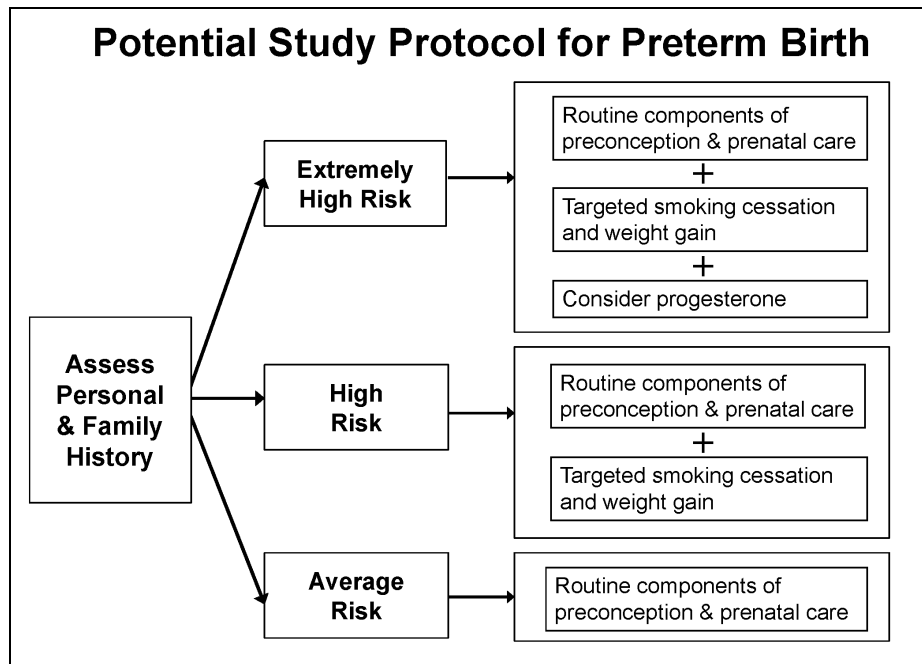 Potential Study Protocol for Preterm Birth
Assess
Personal
& Family
History
Extremely
High Risk
Routine components of
preconception & prenatal care
+
Targeted smoking cessation
and weight gain
+
Consider progesterone
High
Risk
Routine components of
preconception & prenatal care
+
Targeted smoking cessation
and weight gain
Average
Risk
Routine components of
preconception & prenatal care